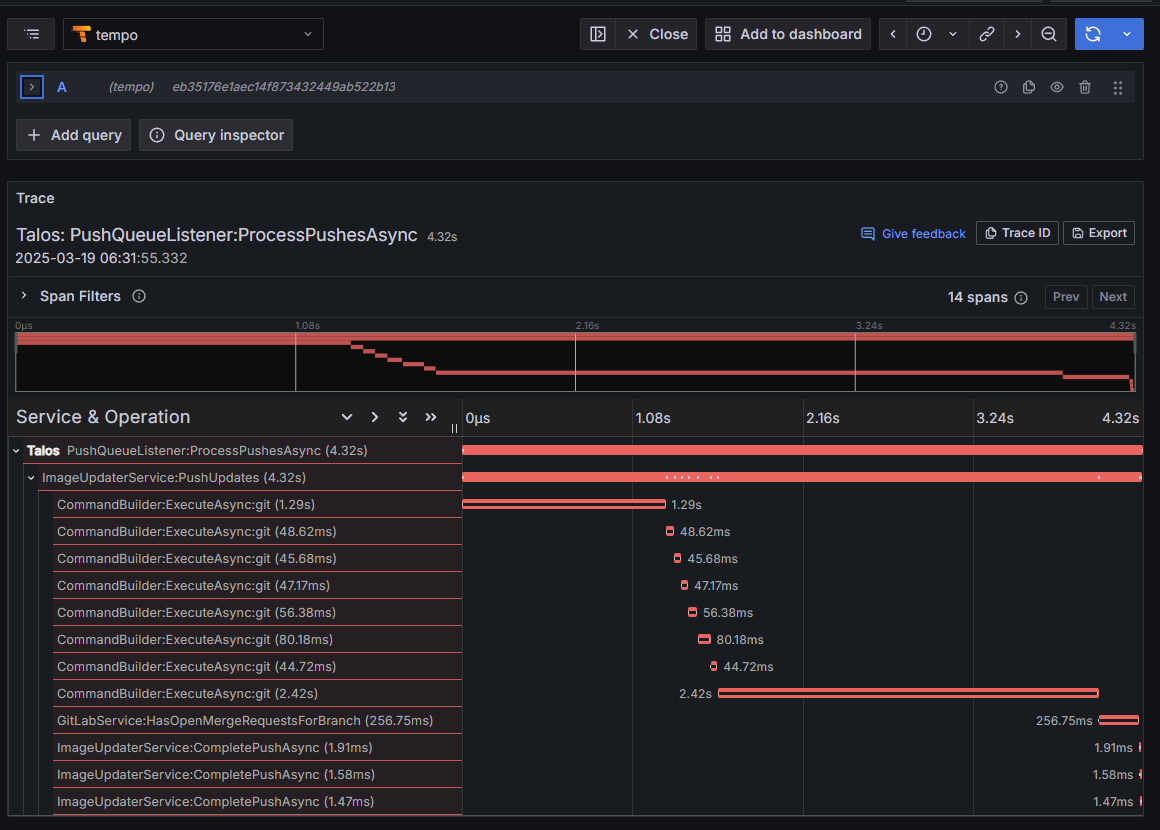 tempo
Close
Add to dashboard
A (tempo) eb35176e1aec14f873432449ab522b13
Add query
Query inspector
Trace
Talos: PushQueueListener:ProcessPushesAsync 4.32s
Give feedback
Trace ID
Export
2025-03-19 06:31:55.332
Span Filters
14 spans
Prev
Next
0µs 1.08s 2.16s 3.24s 4.32s
Service & Operation
0µs 1.08s 2.16s 3.24s 4.32s
Talos PushQueueListener:ProcessPushesAsync (4.32s)
ImageUpdaterService:PushUpdates (4.32s)
CommandBuilder:ExecuteAsync:git (1.29s) 1.29s
CommandBuilder:ExecuteAsync:git (48.62ms) 48.62ms
CommandBuilder:ExecuteAsync:git (45.68ms) 45.68ms
CommandBuilder:ExecuteAsync:git (47.17ms) 47.17ms
CommandBuilder:ExecuteAsync:git (56.38ms) 56.38ms
CommandBuilder:ExecuteAsync:git (80.18ms) 80.18ms
CommandBuilder:ExecuteAsync:git (44.72ms) 44.72ms
CommandBuilder:ExecuteAsync:git (2.42s) 2.42s
GitLabService:HasOpenMergeRequestsForBranch (256.75ms) 256.75ms
ImageUpdaterService:CompletePushAsync (1.91ms) 1.91ms
ImageUpdaterService:CompletePushAsync (1.58ms) 1.58ms
ImageUpdaterService:CompletePushAsync (1.47ms) 1.47ms